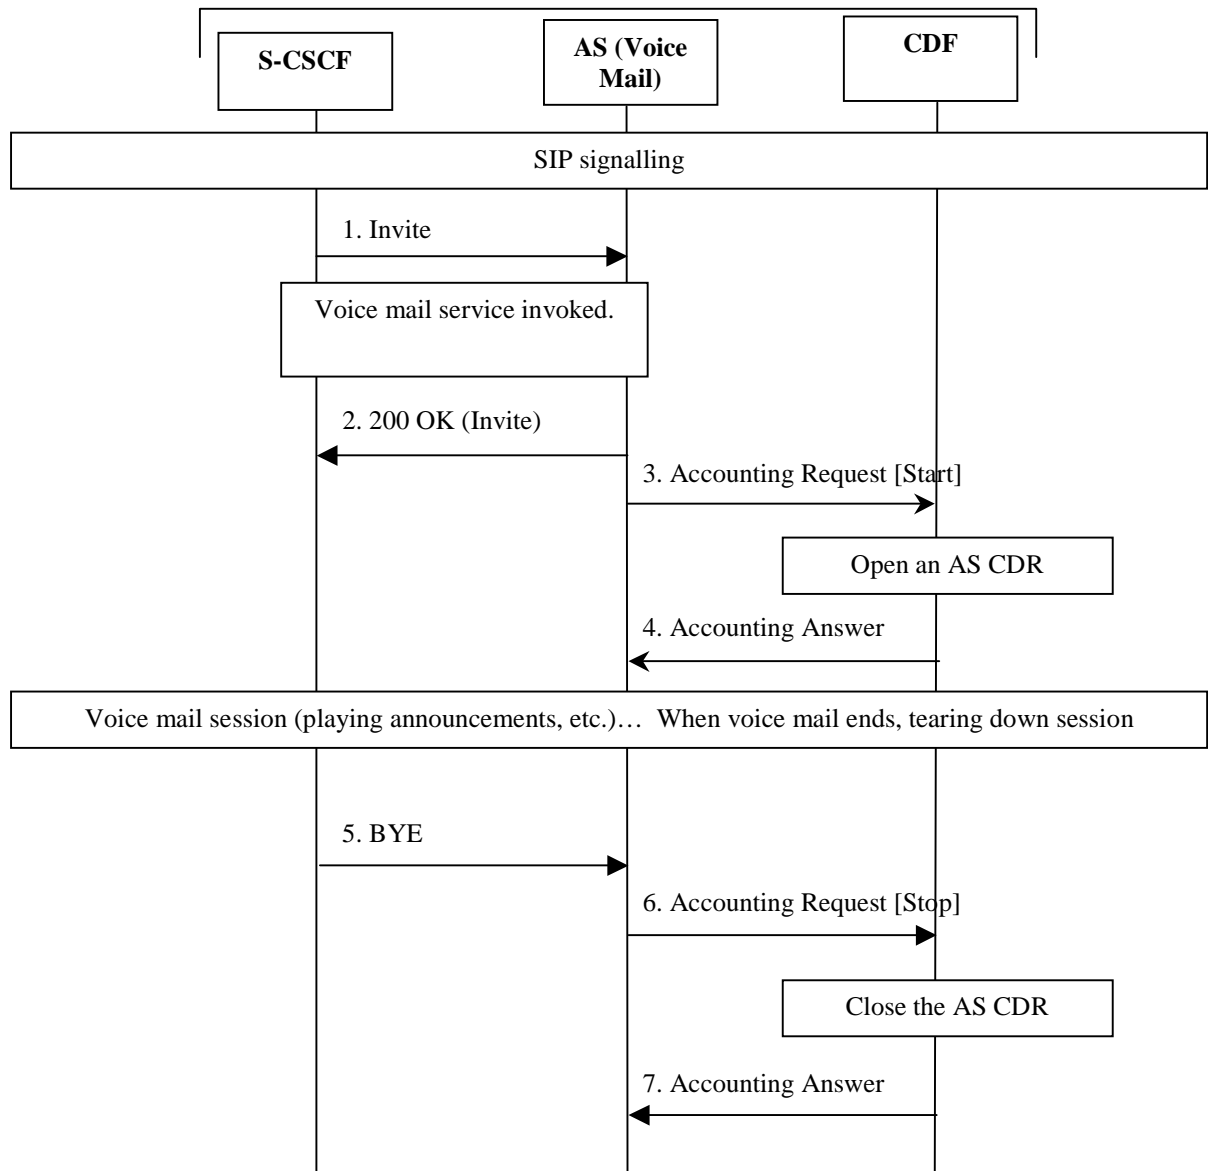 S-CSCF
AS (Voice
Mail)
CDF
SIP signalling
1. Invite
Voice mail service invoked.
2. 200 OK (Invite)
3. Accounting Request [Start]
Open an AS CDR
4. Accounting Answer
Voice mail session (playing announcements, etc.)… When voice mail ends, tearing down session
5. BYE
6. Accounting Request [Stop]
Close the AS CDR
7. Accounting Answer